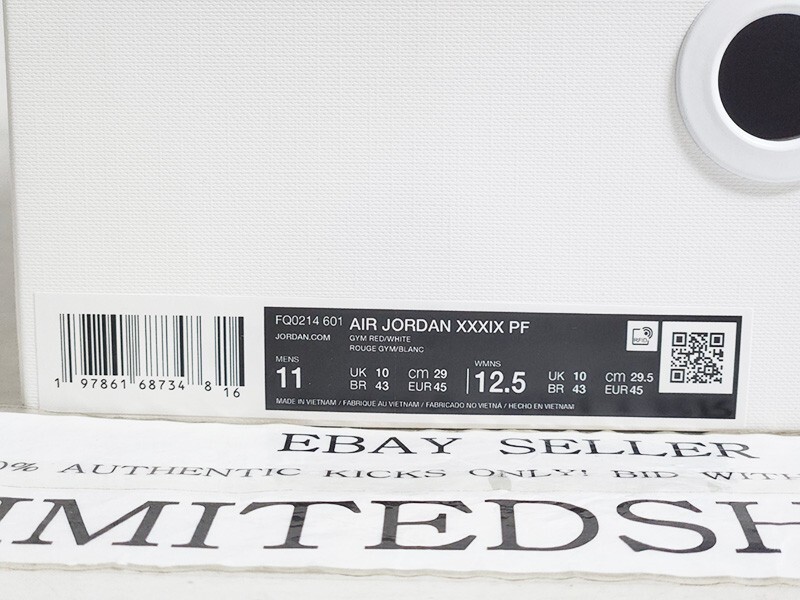 FQ0214 601 AIR JORDAN XXXIX PF
JORDAN.COM GYM RED/WHITE
ROUGE GYM/BLANC
MENS
11 UK 10 CM 29
BR 43 EUR 45
WMNS
12.5 UK 10 CM 29.5
BR 43 EUR 45
MADE IN VIETNAM / FABRIQUE AU VIETNAM / FABRICADO NO VIETNÃ / HECHO EN VIETNAM
1 97861 68734 8 16
EBAY SELLER
0% AUTHENTIC KICKS ONLY! BID WITH
IMITEDSH